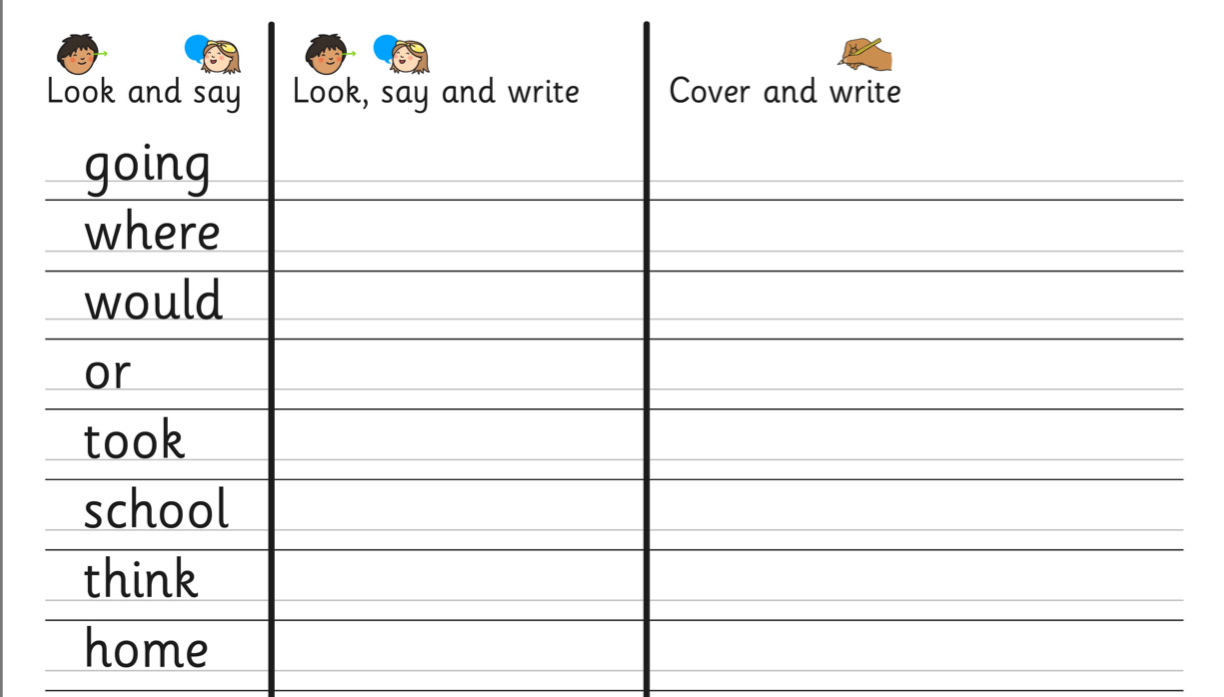 Look and say
Look, say and write
Cover and write
going
where
would
or
took
school
think
home